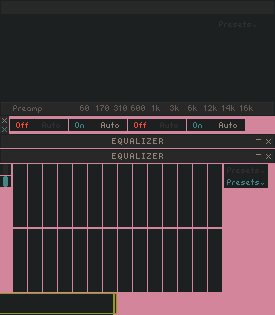 Presets
Preamp 60 170 310 600 1k 3k 6k 12k 14k 16k
Off Auto On Auto Off Auto On Auto
EQUALIZER
EQUALIZER
Presets
Presets